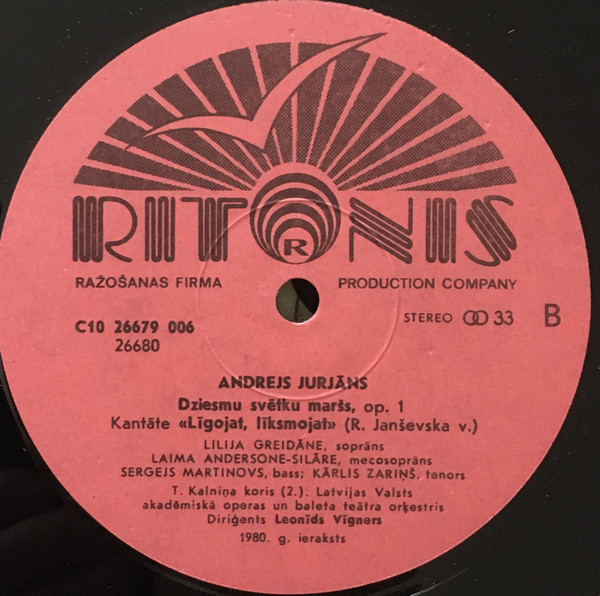 RITONIS
R
RAŽOŠANAS FIRMA PRODUCTION COMPANY
C10 26679 006 STEREO 33 B
26680
ANDREJS JURJĀNS
Dziesmu svētku maršs, op. 1
Kantāte «Līgojat, līksmojat» (R. Janševska v.)
LILIJA GREIDĀNE, soprāns
LAIMA ANDERSONE-SILĀRE, mecosoprāns
SERGEJS MARTINOVS, bass; KĀRLIS ZARIŅŠ, tenors
T. Kalniņa koris (2.). Latvijas Valsts
akadēmiskā operas un baleta teātra orķestris
Diriģents Leonīds Vīgners
1980. g. ieraksts